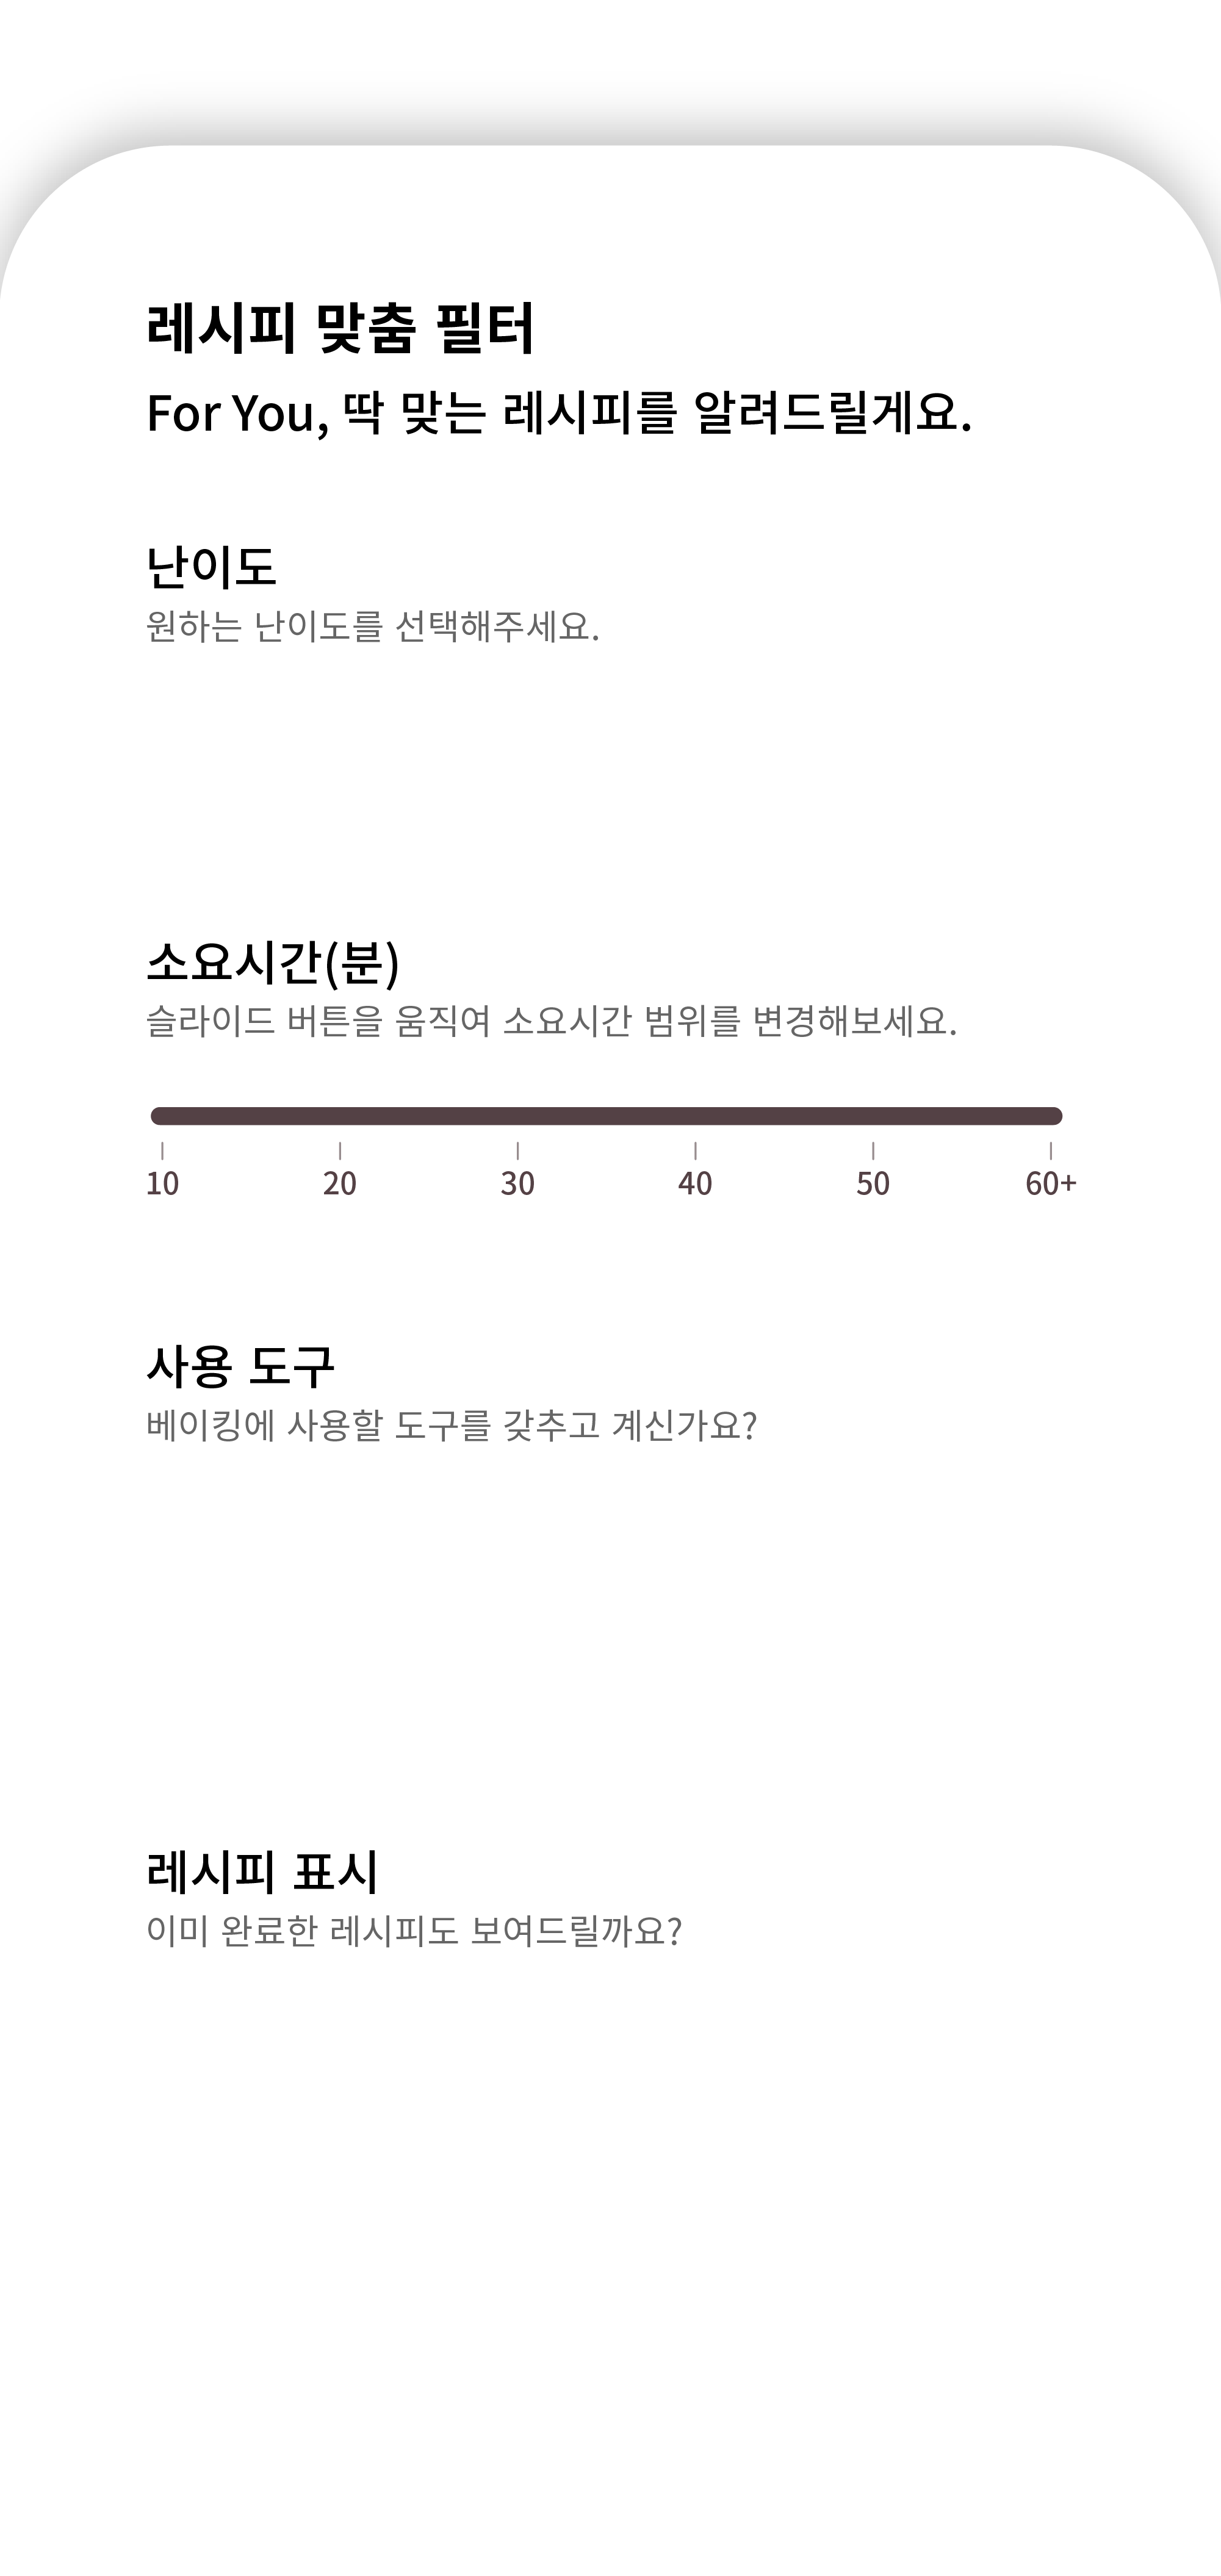 레시피 맞춤 필터
For You, 딱 맞는 레시피를 알려드릴게요.
난이도
원하는 난이도를 선택해주세요.
소요시간(분)
슬라이드 버튼을 움직여 소요시간 범위를 변경해보세요.
10 20 30 40 50 60+
사용 도구
베이킹에 사용할 도구를 갖추고 계신가요?
레시피 표시
이미 완료한 레시피도 보여드릴까요?